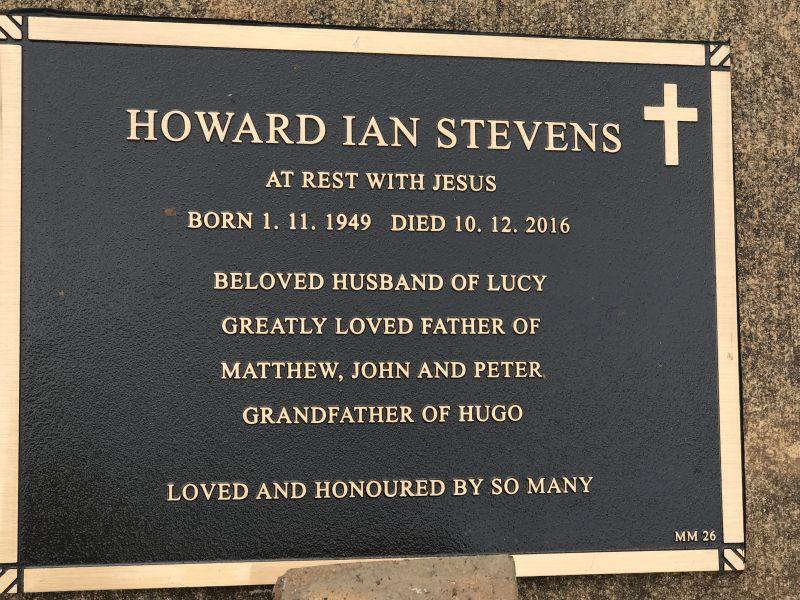 HOWARD IAN STEVENS
AT REST WITH JESUS
BORN 1. 11. 1949 DIED 10. 12. 2016
BELOVED HUSBAND OF LUCY
GREATLY LOVED FATHER OF
MATTHEW, JOHN AND PETER
GRANDFATHER OF HUGO
LOVED AND HONOURED BY SO MANY
MM 26